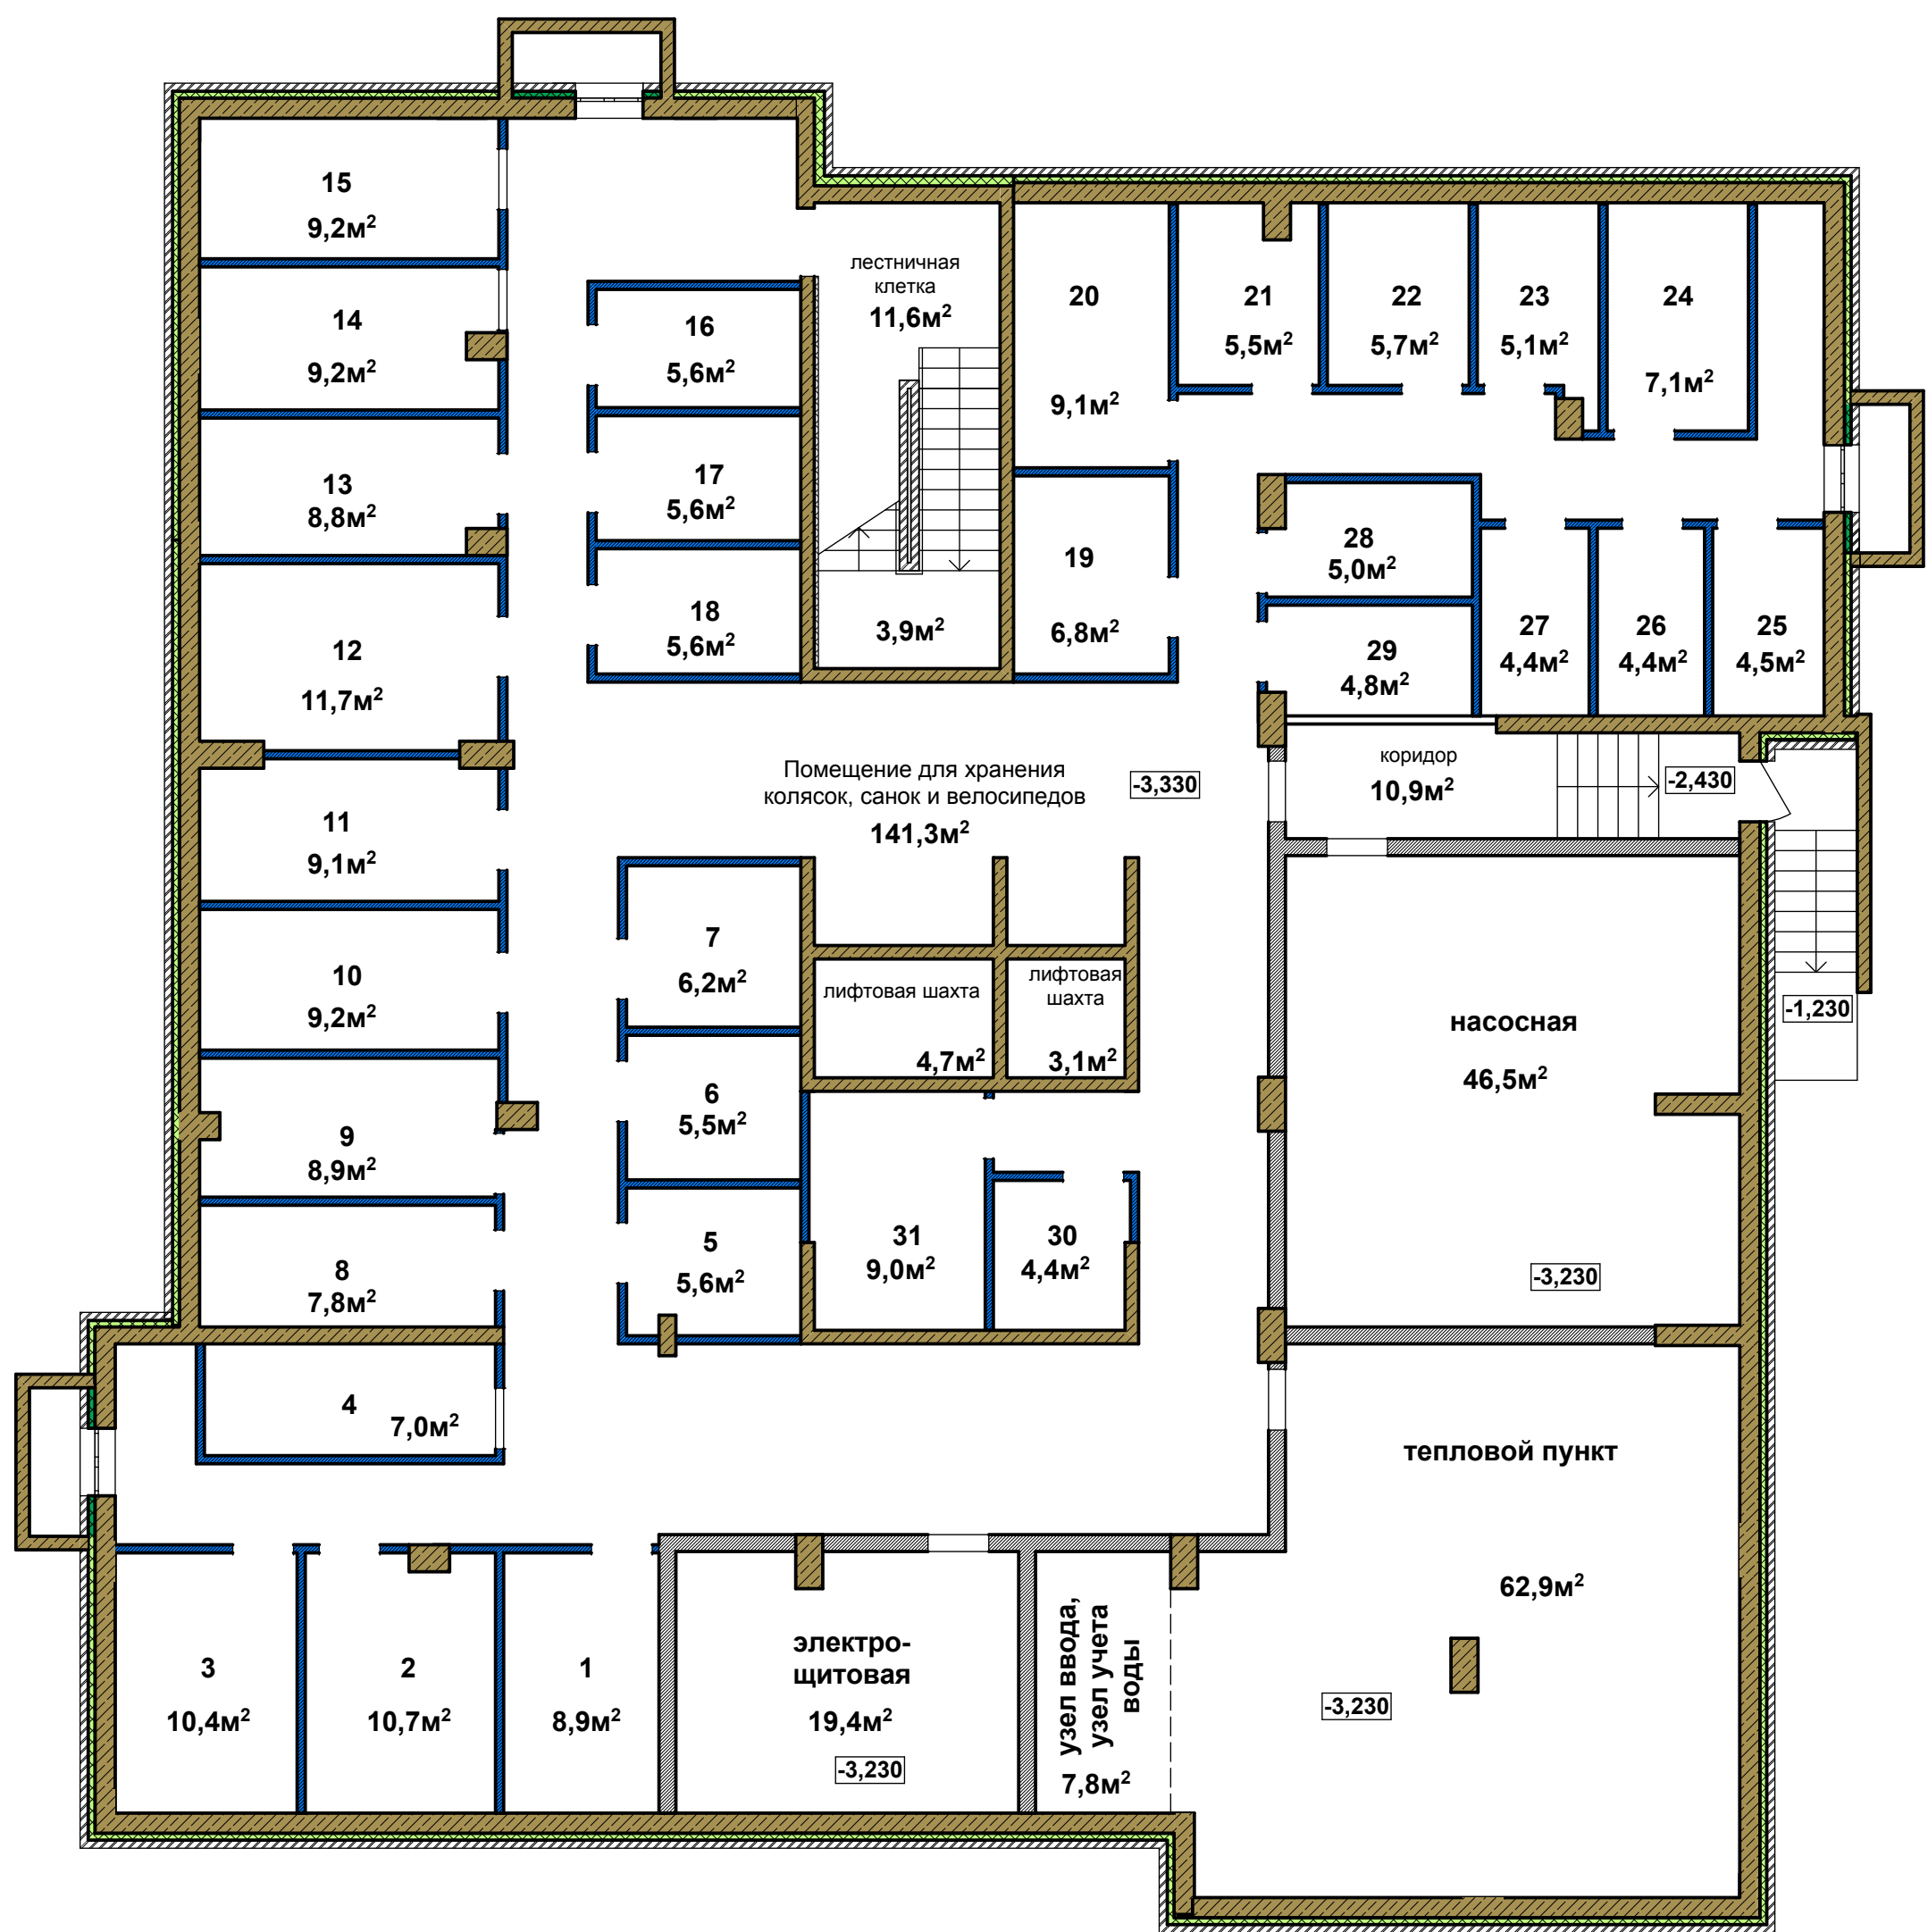 15
9,2м²
14
9,2м²
13
8,8м²
12
11,7м²
11
9,1м²
10
9,2м²
9
8,9м²
8
7,8м²
4
7,0м²
3
10,4м²
2
10,7м²
1
8,9м²
16
5,6м²
17
5,6м²
18
5,6м²
лестничная
клетка
11,6м²
3,9м²
20
9,1м²
19
6,8м²
21
5,5м²
22
5,7м²
23
5,1м²
24
7,1м²
28
5,0м²
29
4,8м²
27
4,4м²
26
4,4м²
25
4,5м²
Помещение для хранения
колясок, санок и велосипедов
141,3м²
-3,330
коридор
10,9м²
-2,430
-1,230
7
6,2м²
6
5,5м²
5
5,6м²
лифтовая шахта
4,7м²
лифтовая
шахта
3,1м²
31
9,0м²
30
4,4м²
насосная
46,5м²
-3,230
тепловой пункт
62,9м²
-3,230
электро-
щитовая
19,4м²
-3,230
узел ввода,
узел учета
воды
7,8м²